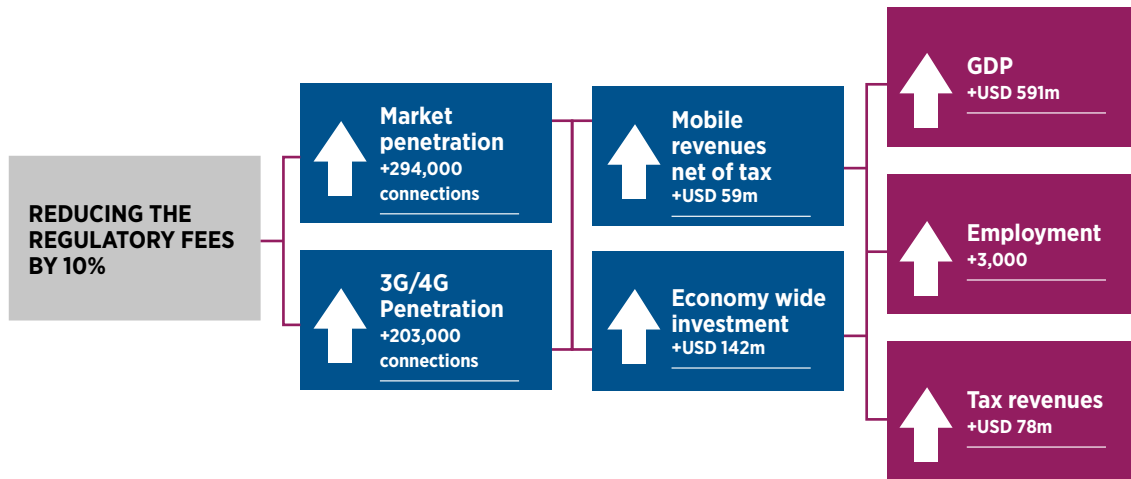 REDUCING THE
REGULATORY FEES
BY 10%
Market
penetration
+294,000
connections
3G/4G
Penetration
+203,000
connections
Mobile
revenues
net of tax
+USD 59m
Economy wide
investment
+USD 142m
GDP
+USD 591m
Employment
+3,000
Tax revenues
+USD 78m